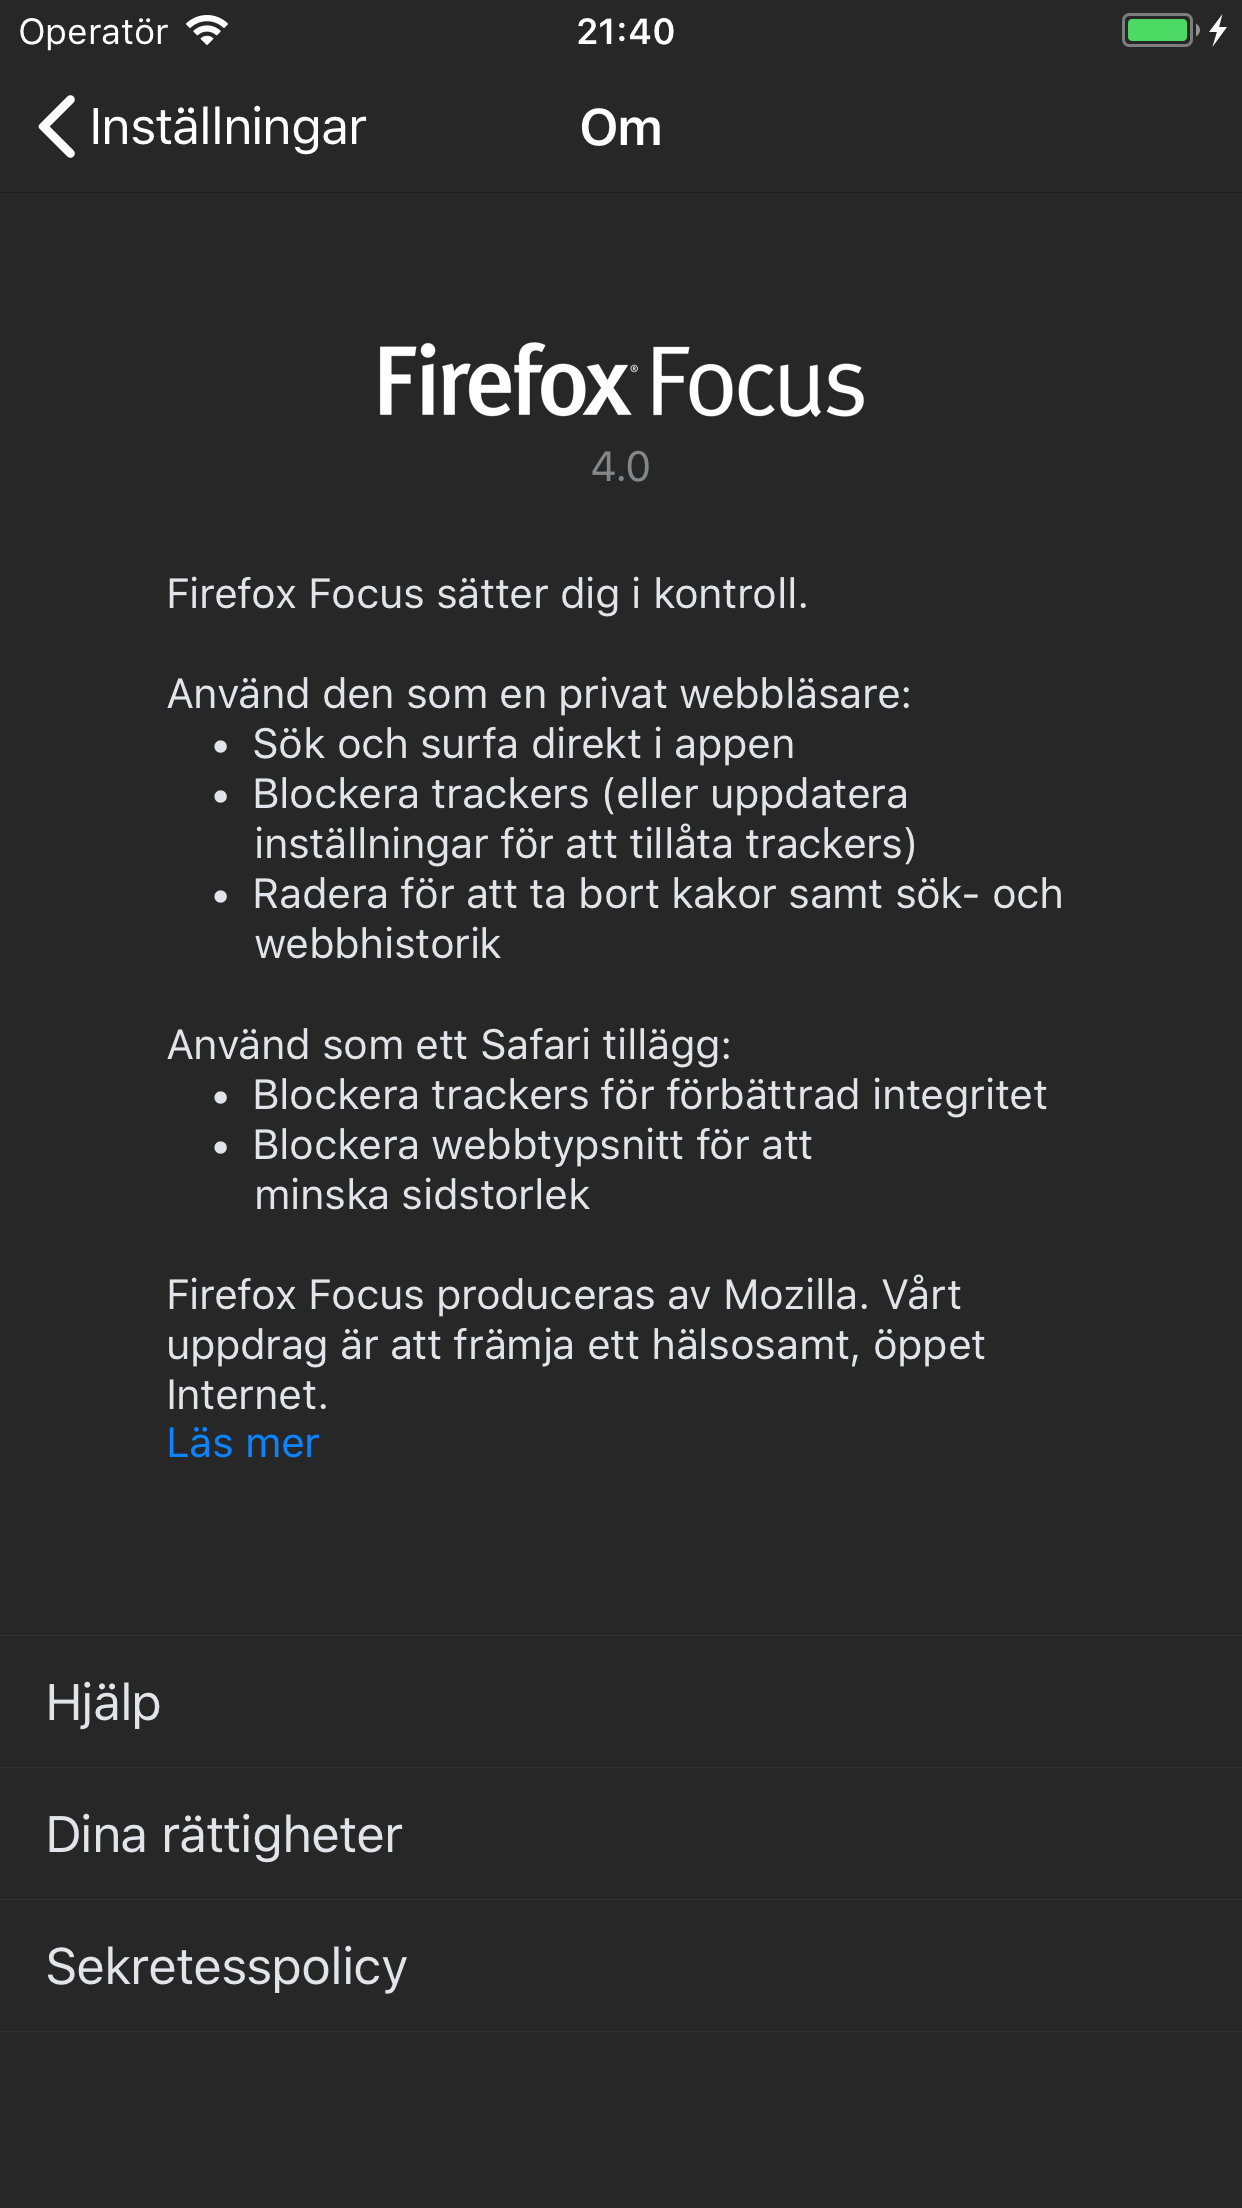 Operatör 21:40
Inställningar Om
Firefox® Focus
4.0
Firefox Focus sätter dig i kontroll.
Använd den som en privat webbläsare:
• Sök och surfa direkt i appen
• Blockera trackers (eller uppdatera
inställningar för att tillåta trackers)
• Radera för att ta bort kakor samt sök- och
webbhistorik
Använd som ett Safari tillägg:
• Blockera trackers för förbättrad integritet
• Blockera webbtypsnitt för att
minska sidstorlek
Firefox Focus produceras av Mozilla. Vårt
uppdrag är att främja ett hälsosamt, öppet
Internet.
Läs mer
Hjälp
Dina rättigheter
Sekretesspolicy